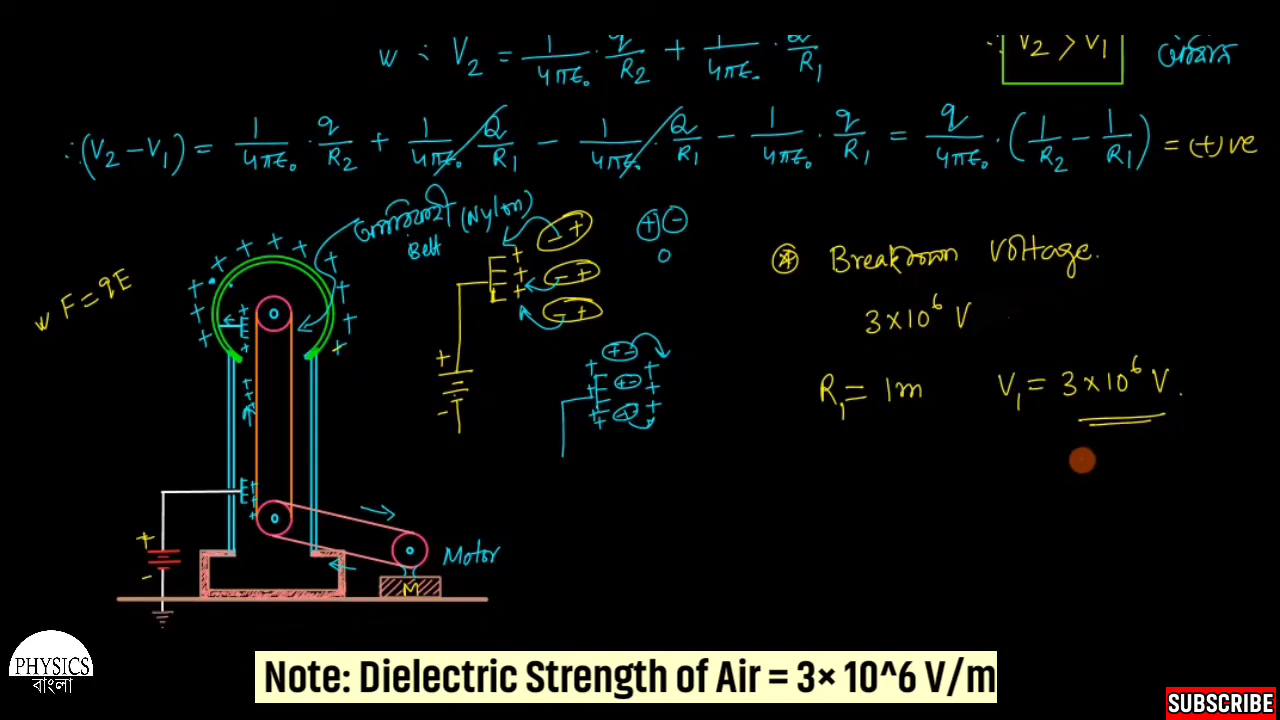 w ∴ V₂ = 1/4πε₀ · q/R₂ + 1/4πε₀ · Q/R₁
∴ V₂ > V₁
∴ (V₂ − V₁) = 1/4πε₀ · q/R₂ + 1/4πε₀ · Q/R₁ − 1/4πε₀ · Q/R₁ − 1/4πε₀ · q/R₁ = q/4πε₀ · (1/R₂ − 1/R₁) = (+)ve
(Nylon)
Belt
w F = qE
Breakdown Voltage.
3×10⁶ V
R₁ = 1m V₁ = 3×10⁶ V.
Motor
M
PHYSICS
বাংলা
Note: Dielectric Strength of Air = 3× 10^6 V/m
SUBSCRIBE